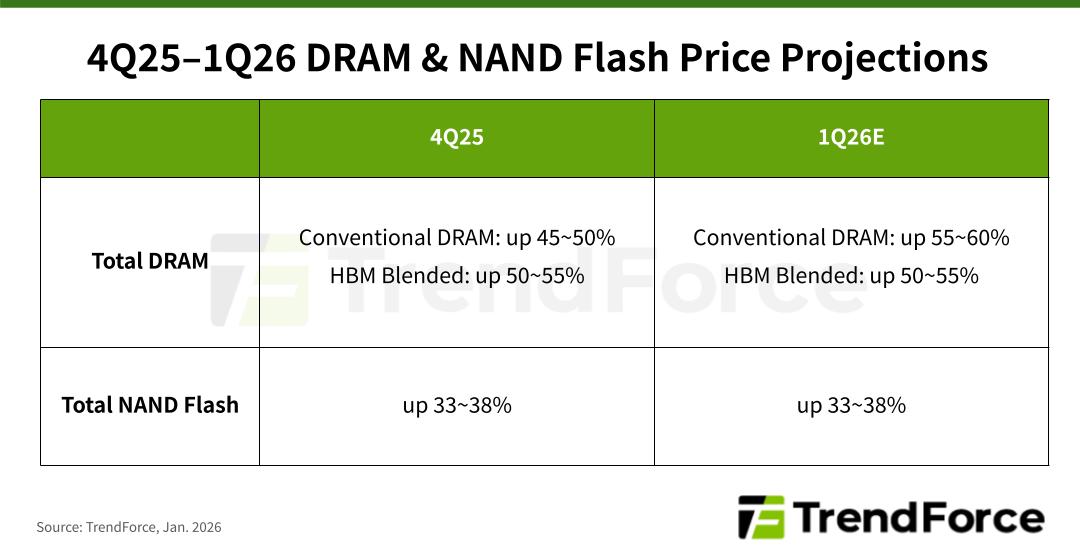 4Q25–1Q26 DRAM & NAND Flash Price Projections
4Q25
1Q26E
Total DRAM
Conventional DRAM: up 45~50%
HBM Blended: up 50~55%
Conventional DRAM: up 55~60%
HBM Blended: up 50~55%
Total NAND Flash
up 33~38%
up 33~38%
TrendForce
Source: TrendForce, Jan. 2026
TrendForce